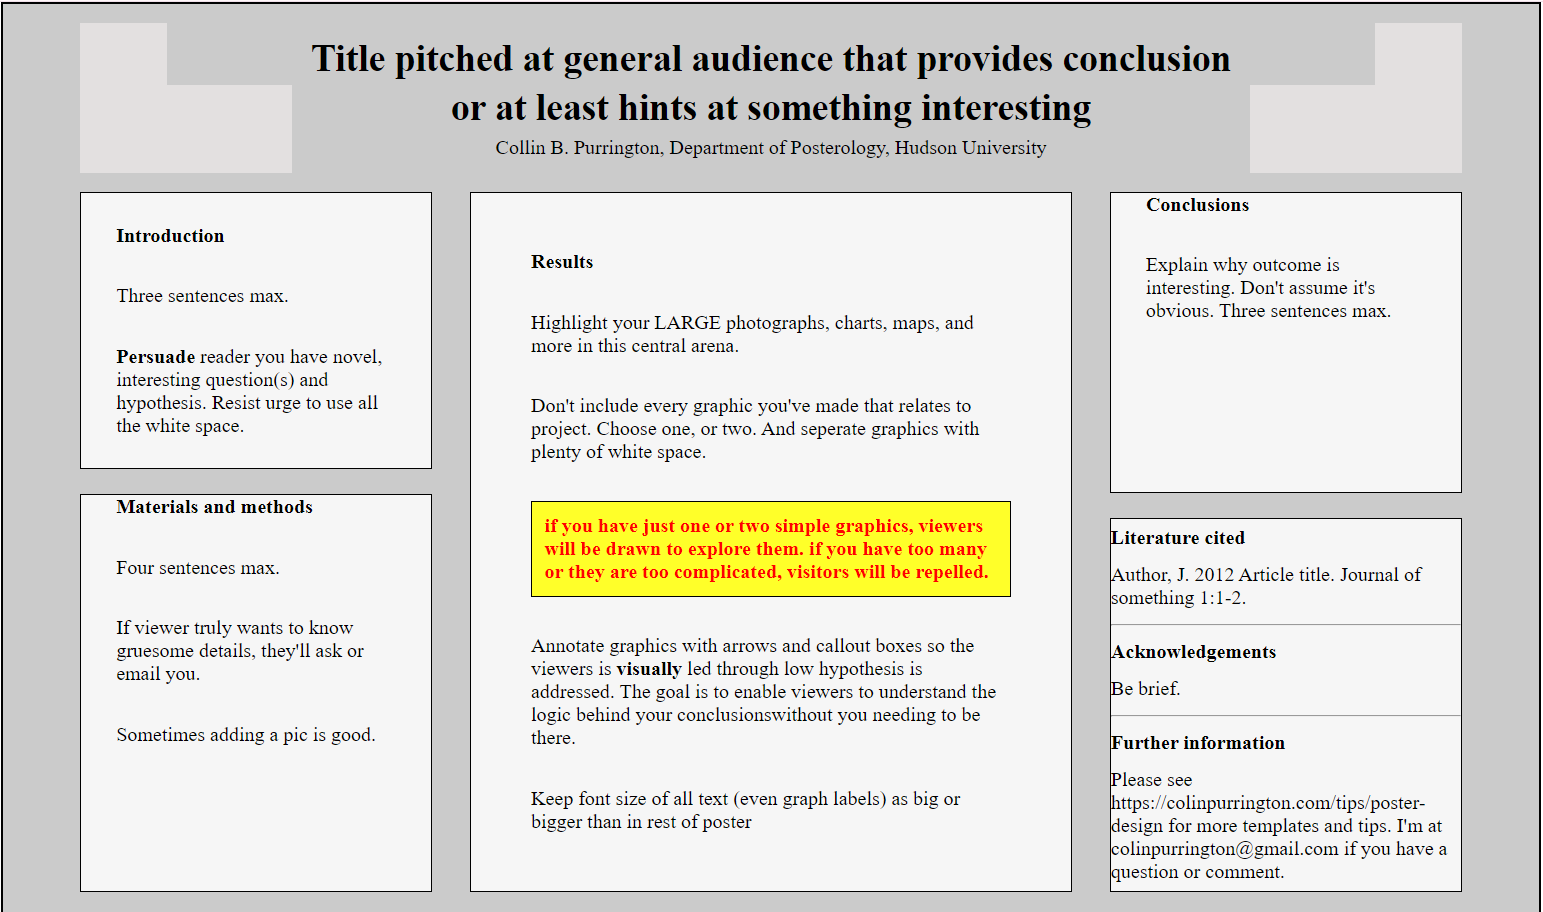 Title pitched at general audience that provides conclusion
or at least hints at something interesting
Collin B. Purrington, Department of Posterology, Hudson University
Introduction
Three sentences max.
Persuade reader you have novel,
interesting question(s) and
hypothesis. Resist urge to use all
the white space.
Materials and methods
Four sentences max.
If viewer truly wants to know
gruesome details, they'll ask or
email you.
Sometimes adding a pic is good.
Results
Highlight your LARGE photographs, charts, maps, and
more in this central arena.
Don't include every graphic you've made that relates to
project. Choose one, or two. And seperate graphics with
plenty of white space.
if you have just one or two simple graphics, viewers
will be drawn to explore them. if you have too many
or they are too complicated, visitors will be repelled.
Annotate graphics with arrows and callout boxes so the
viewers is visually led through low hypothesis is
addressed. The goal is to enable viewers to understand the
logic behind your conclusionswithout you needing to be
there.
Keep font size of all text (even graph labels) as big or
bigger than in rest of poster
Conclusions
Explain why outcome is
interesting. Don't assume it's
obvious. Three sentences max.
Literature cited
Author, J. 2012 Article title. Journal of
something 1:1-2.
Acknowledgements
Be brief.
Further information
Please see
https://colinpurrington.com/tips/poster-
design for more templates and tips. I'm at
colinpurrington@gmail.com if you have a
question or comment.